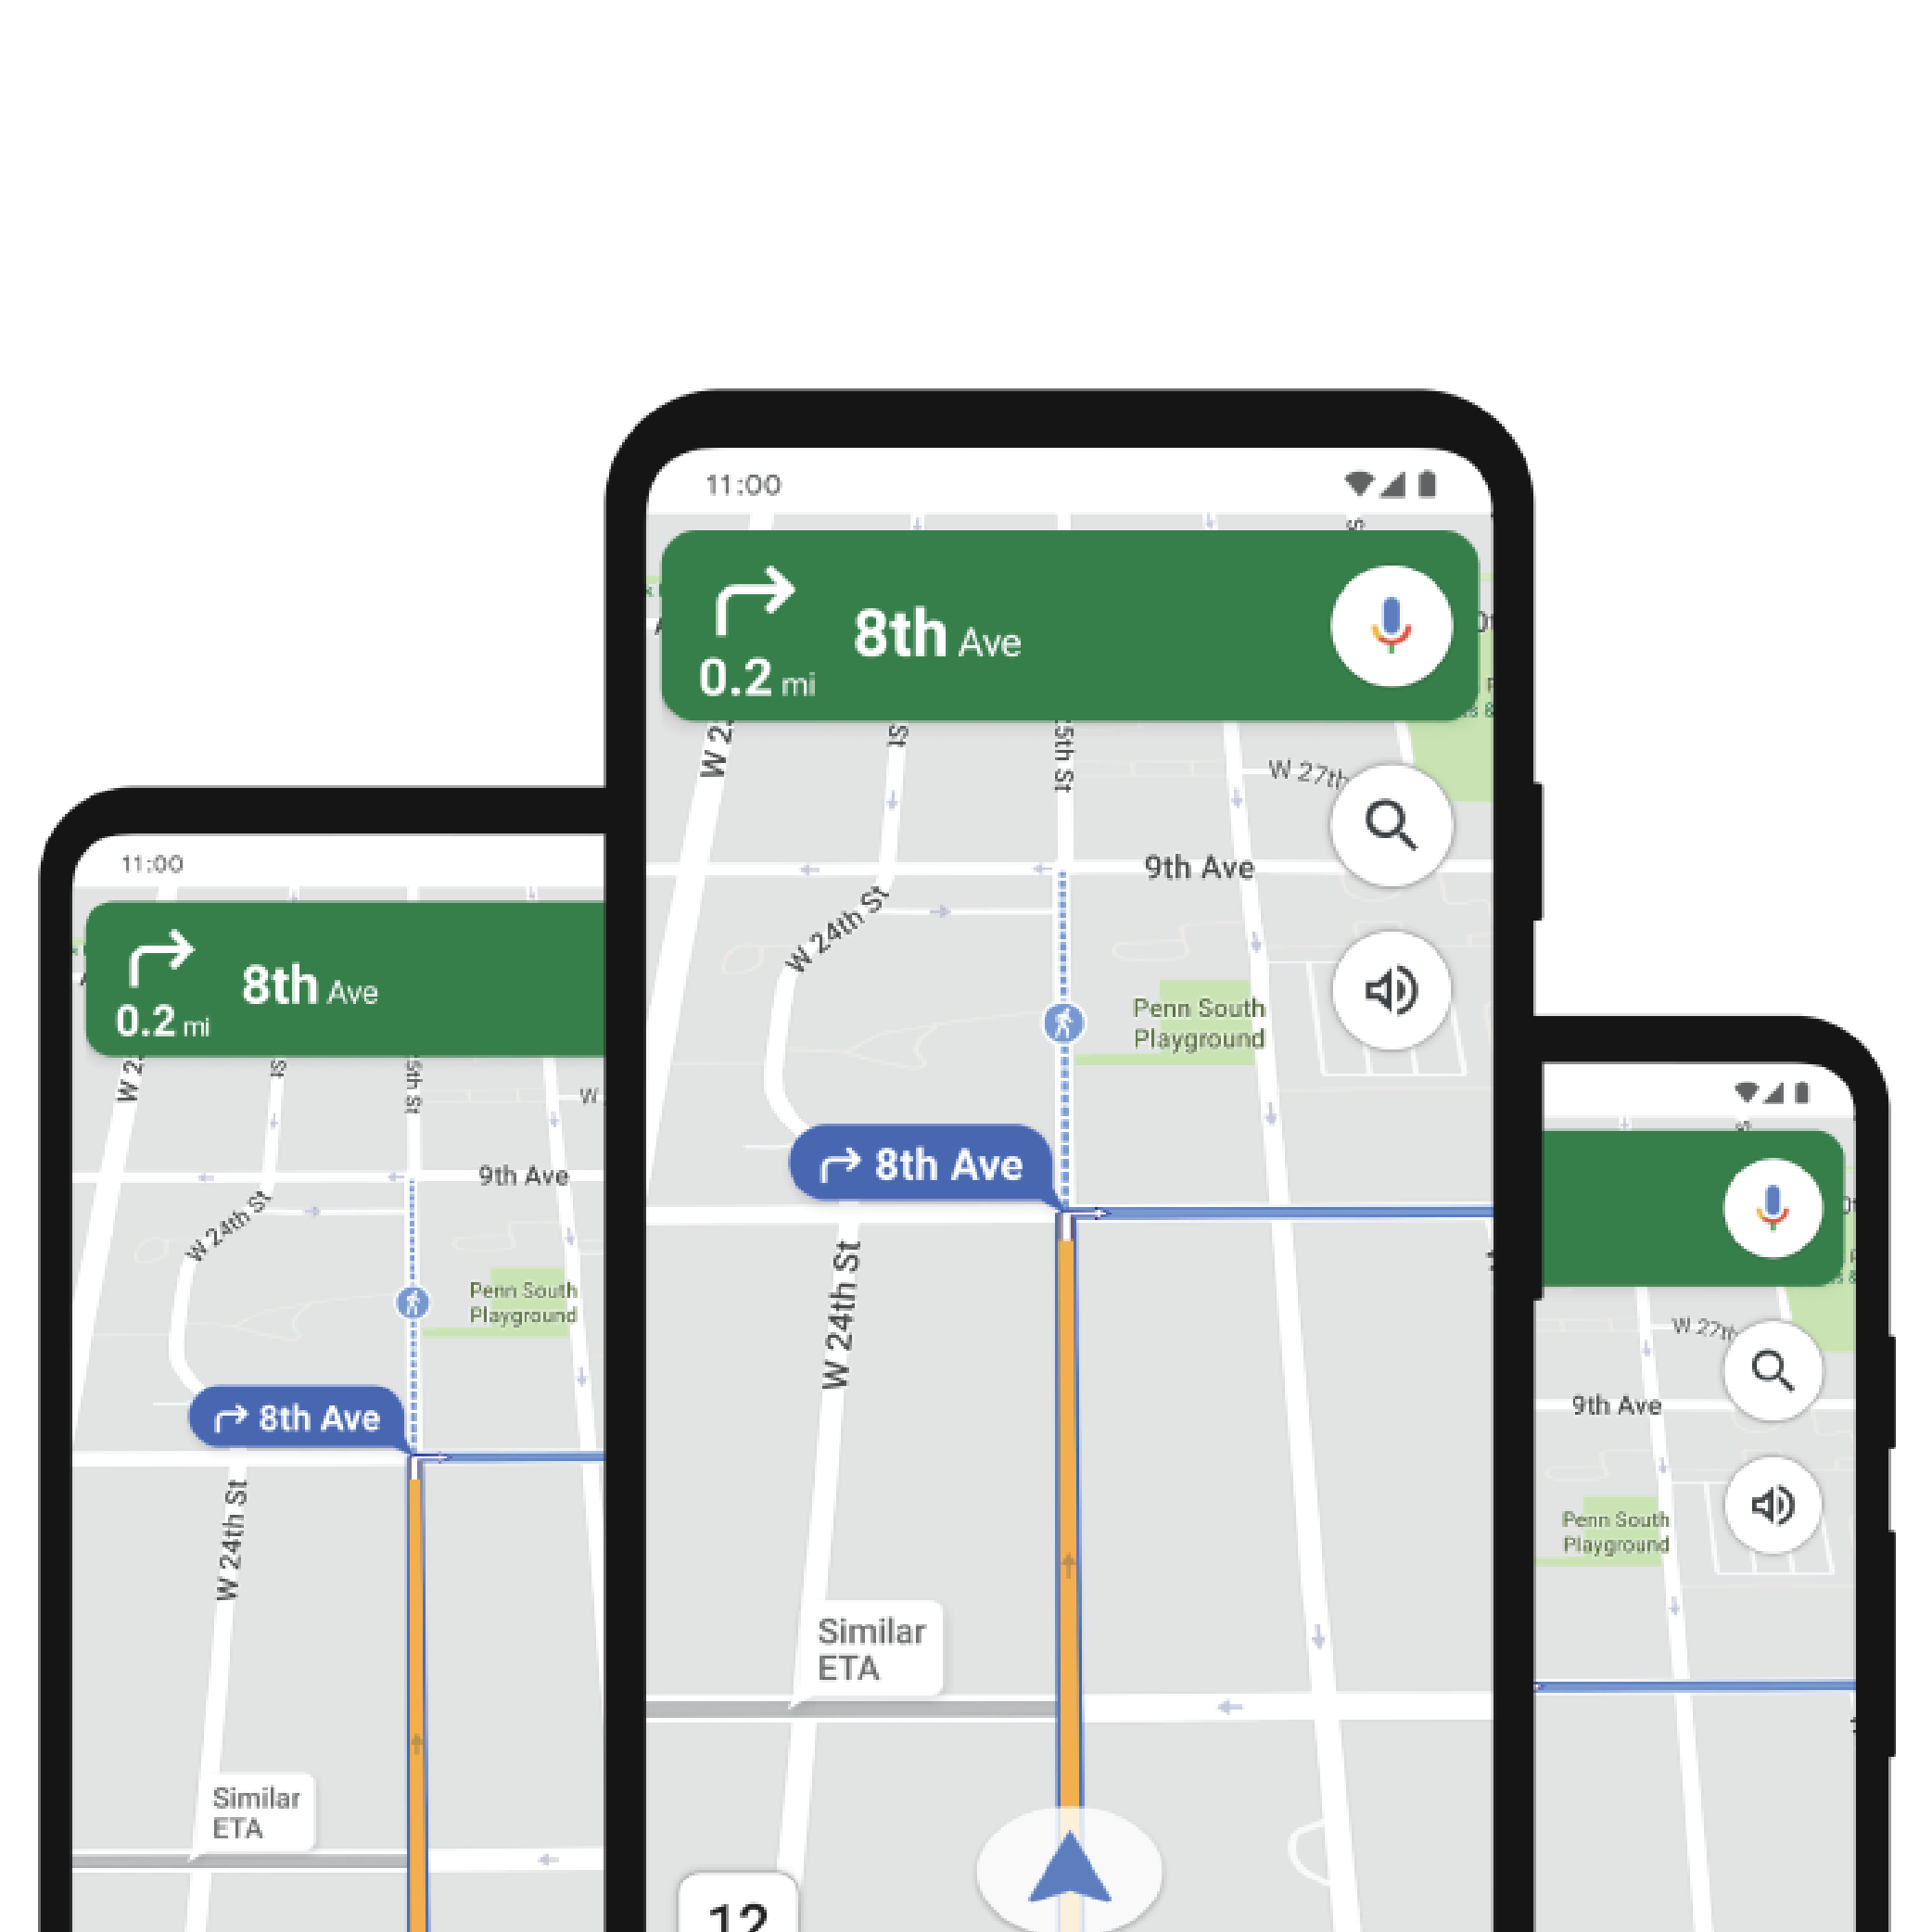 11:00
8th Ave
0.2 mi
W 2
St
5th St
W 27th
9th Ave
W 24th St
Penn South
Playground
8th Ave
W 24th St
Similar
ETA
12
11:00
8th Ave
0.2 mi
W 2
St
5th St
W
9th Ave
W 24th St
Penn South
Playground
8th Ave
W 24th St
Similar
ETA
W 27th
9th Ave
Penn South
Playground